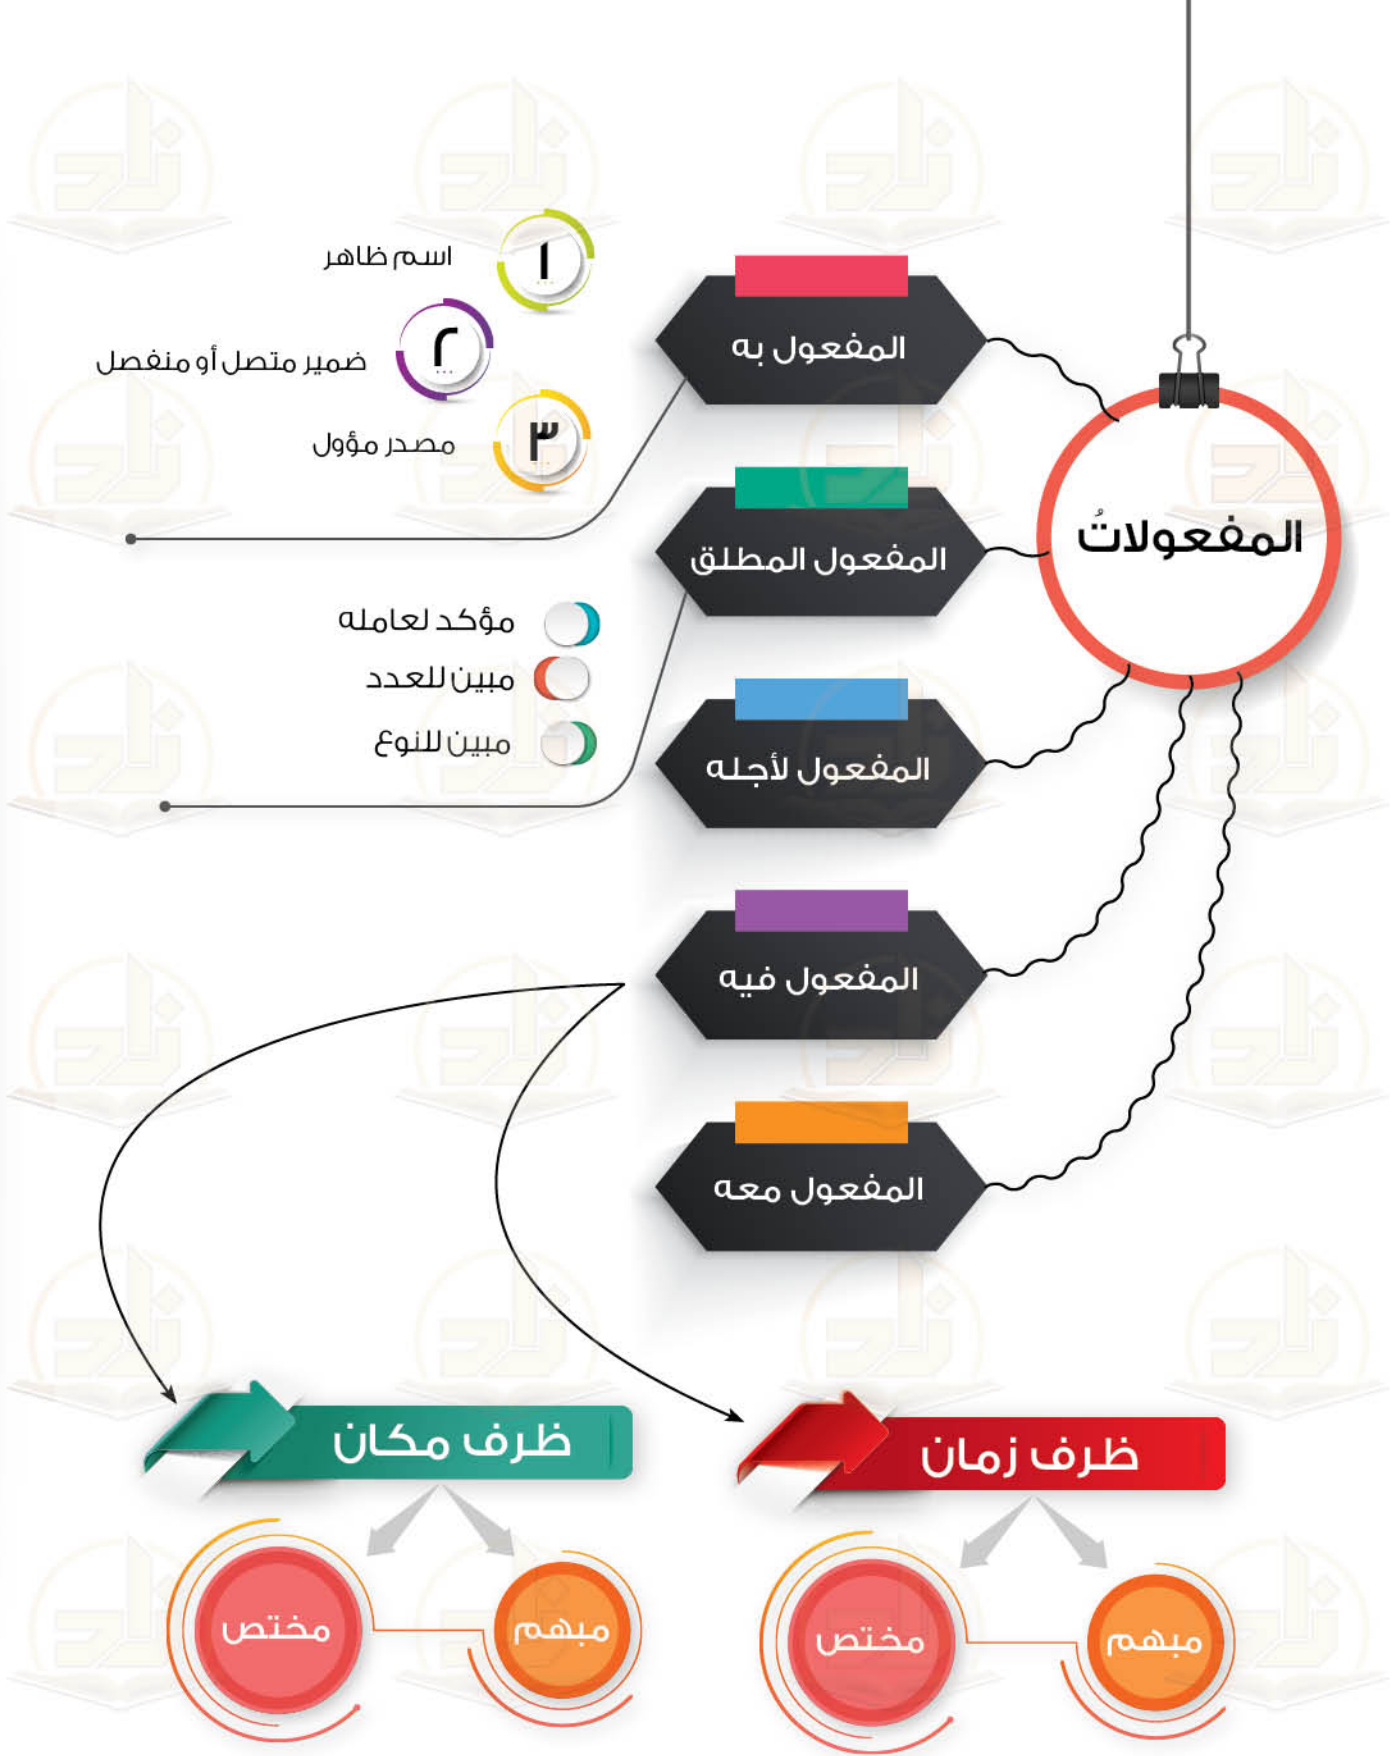 المفعولاتُ
المفعول به
١
اسم ظاهر
٢
ضمير متصل أو منفصل
٣
مصدر مؤول
المفعول المطلق
مؤكد لعامله
مبين للعدد
مبين للنوع
المفعول لأجله
المفعول فيه
المفعول معه
ظرف زمان
مبهم
مختص
ظرف مكان
مبهم
مختص
زاد